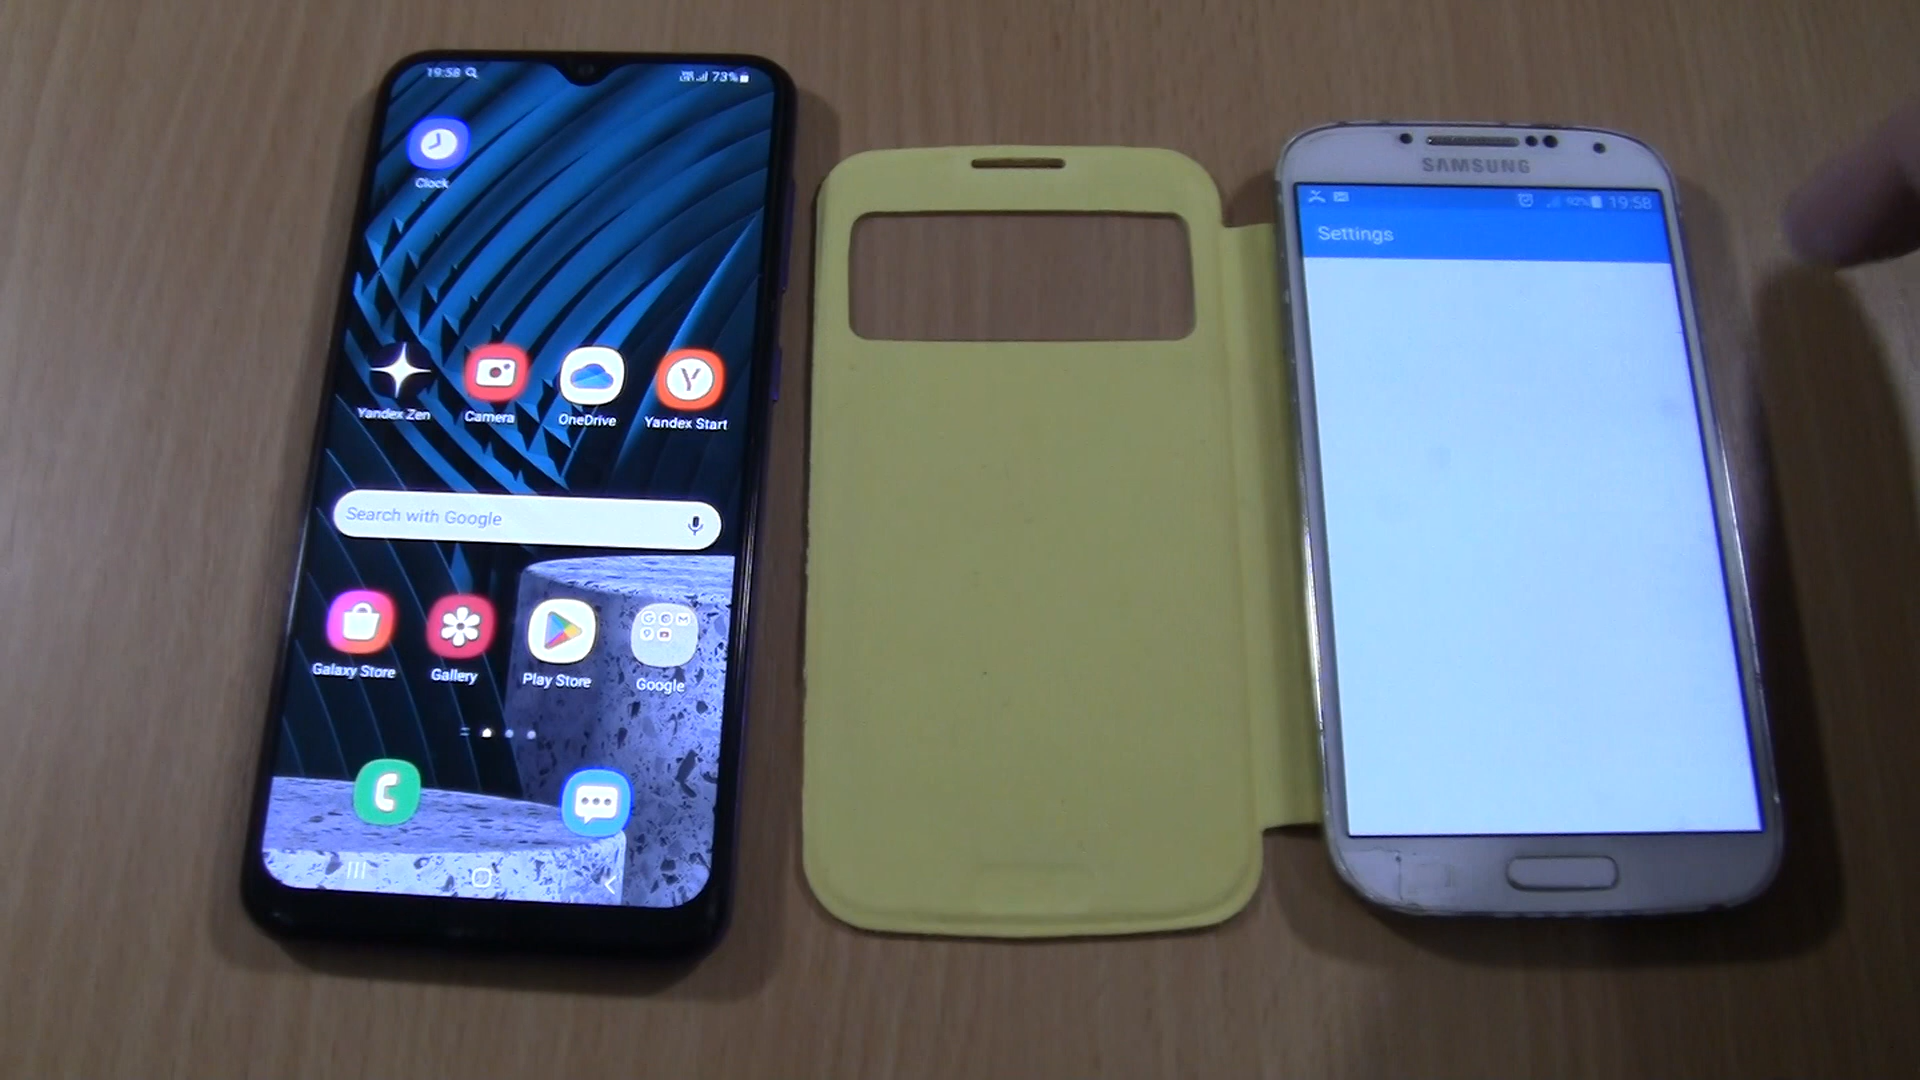 19:58
73%
Clock
Yandex Zen
Camera
OneDrive
Yandex Start
Search with Google
Galaxy Store
Gallery
Play Store
Google
SAMSUNG
92% 19:58
Settings